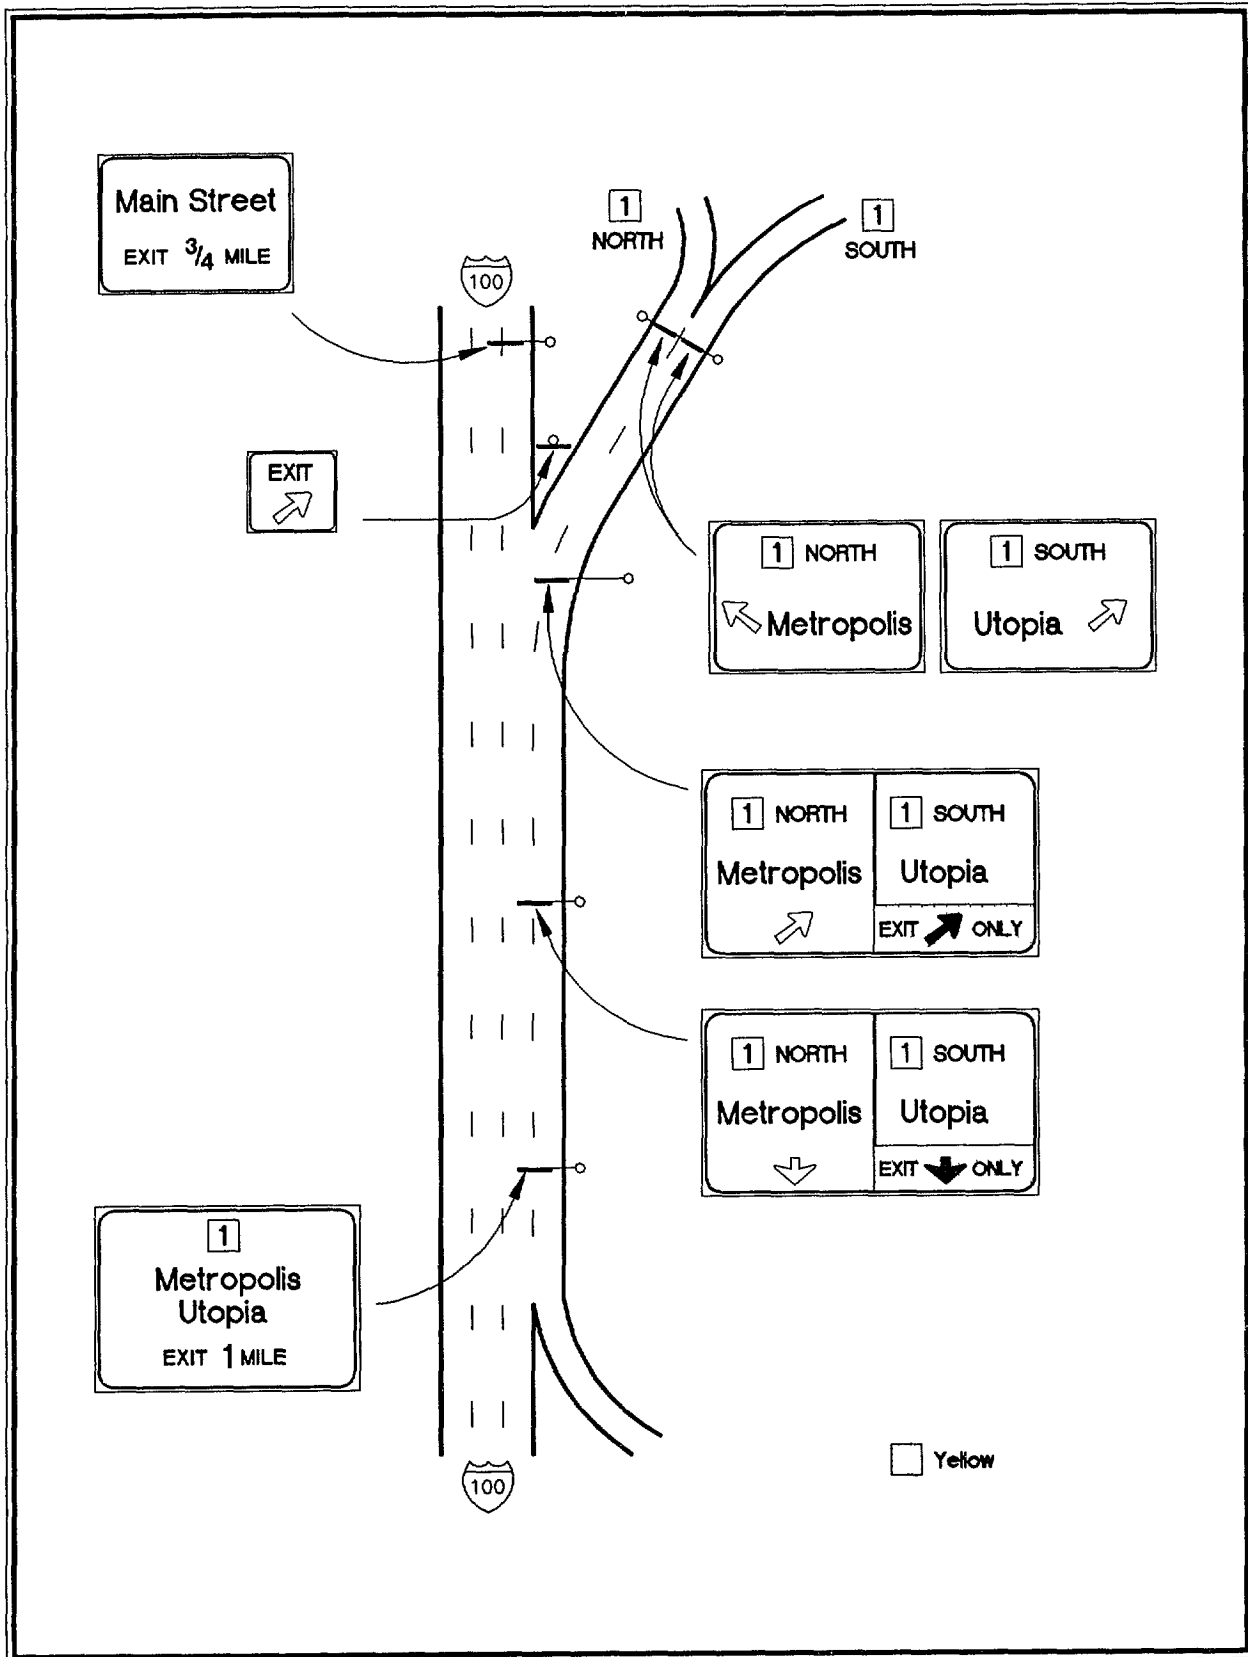 Main Street
EXIT 3/4 MILE
1
NORTH
1
SOUTH
100
EXIT
1 NORTH
Metropolis
1 SOUTH
Utopia
1 NORTH
Metropolis
1 SOUTH
Utopia
EXIT ONLY
1 NORTH
Metropolis
1 SOUTH
Utopia
EXIT ONLY
1
Metropolis
Utopia
EXIT 1 MILE
100
Yellow